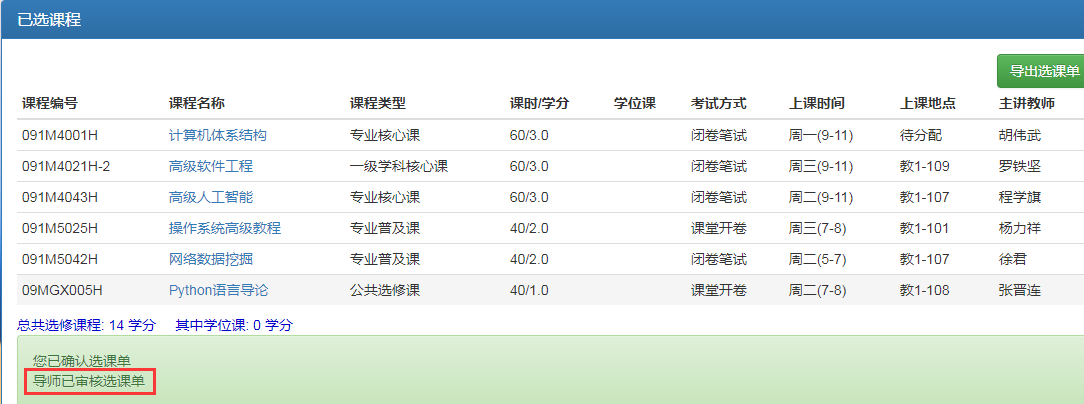 已选课程
导出选课单
课程编号 课程名称 课程类型 课时/学分 学位课 考试方式 上课时间 上课地点 主讲教师
091M4001H 计算机体系结构 专业核心课 60/3.0 闭卷笔试 周一(9-11) 待分配 胡伟武
091M4021H-2 高级软件工程 一级学科核心课 60/3.0 闭卷笔试 周三(9-11) 教1-109 罗铁坚
091M4043H 高级人工智能 专业核心课 60/3.0 闭卷笔试 周二(9-11) 教1-107 程学旗
091M5025H 操作系统高级教程 专业普及课 40/2.0 课堂开卷 周三(7-8) 教1-101 杨力祥
091M5042H 网络数据挖掘 专业普及课 40/2.0 闭卷笔试 周二(5-7) 教1-107 徐君
09MGX005H Python语言导论 公共选修课 40/1.0 课堂开卷 周二(7-8) 教1-108 张晋连
总共选修课程: 14 学分 其中学位课: 0 学分
您已确认选课单
导师已审核选课单